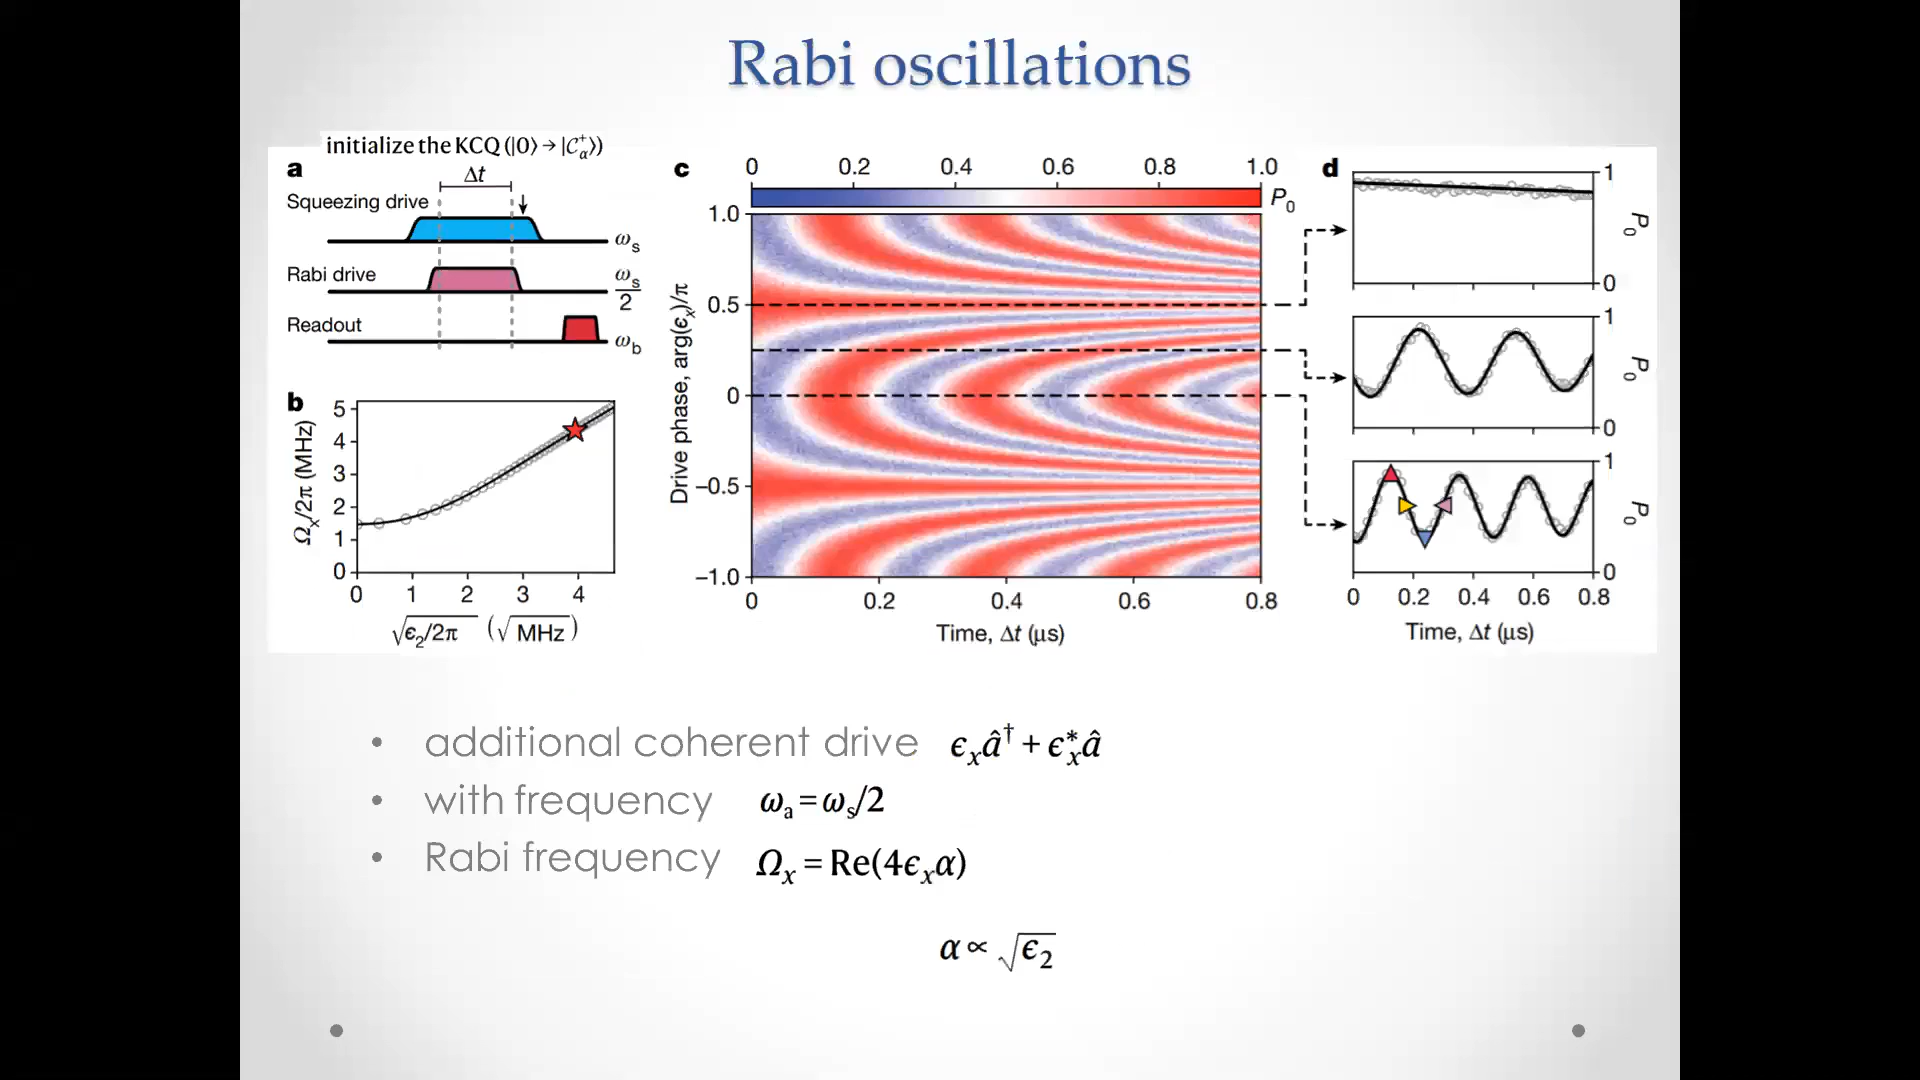 Rabi oscillations
initialize the KCQ (|0⟩ → |𝒞α⁺⟩)
a
Δt
Squeezing drive
ωs
Rabi drive
ωs/2
Readout
ωb
b
Ωx/2π (MHz)
5
4
3
2
1
0
0 1 2 3 4
√ϵ2/2π (√MHz)
c
0 0.2 0.4 0.6 0.8 1.0
P0
Drive phase, arg(ϵx)/π
1.0
0.5
0
−0.5
−1.0
0 0.2 0.4 0.6 0.8
Time, Δt (μs)
d
1
P0
0
1
P0
0
1
P0
0
0 0.2 0.4 0.6 0.8
Time, Δt (μs)
• additional coherent drive ϵxâ† + ϵx*â
• with frequency ωa = ωs/2
• Rabi frequency Ωx = Re(4ϵxα)
α ∝ √ϵ2